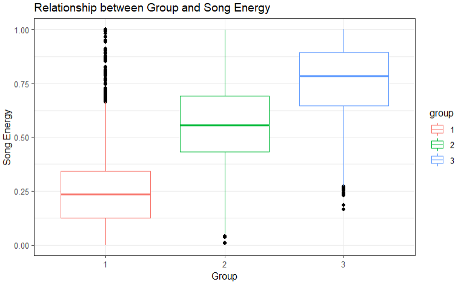 Relationship between Group and Song Energy
1.00
0.75
0.50
0.25
0.00
Song Energy
1 2 3
Group
group
1
2
3